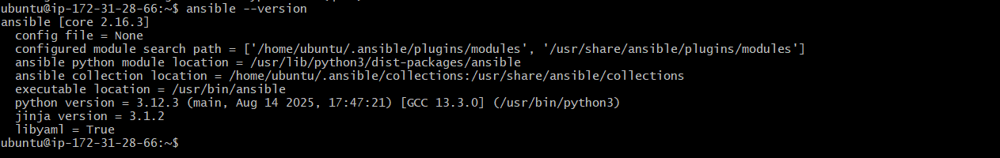 ubuntu@ip-172-31-28-66:~$ ansible --version
ansible [core 2.16.3]
  config file = None
  configured module search path = ['/home/ubuntu/.ansible/plugins/modules', '/usr/share/ansible/plugins/modules']
  ansible python module location = /usr/lib/python3/dist-packages/ansible
  ansible collection location = /home/ubuntu/.ansible/collections:/usr/share/ansible/collections
  executable location = /usr/bin/ansible
  python version = 3.12.3 (main, Aug 14 2025, 17:47:21) [GCC 13.3.0] (/usr/bin/python3)
  jinja version = 3.1.2
  libyaml = True
ubuntu@ip-172-31-28-66:~$